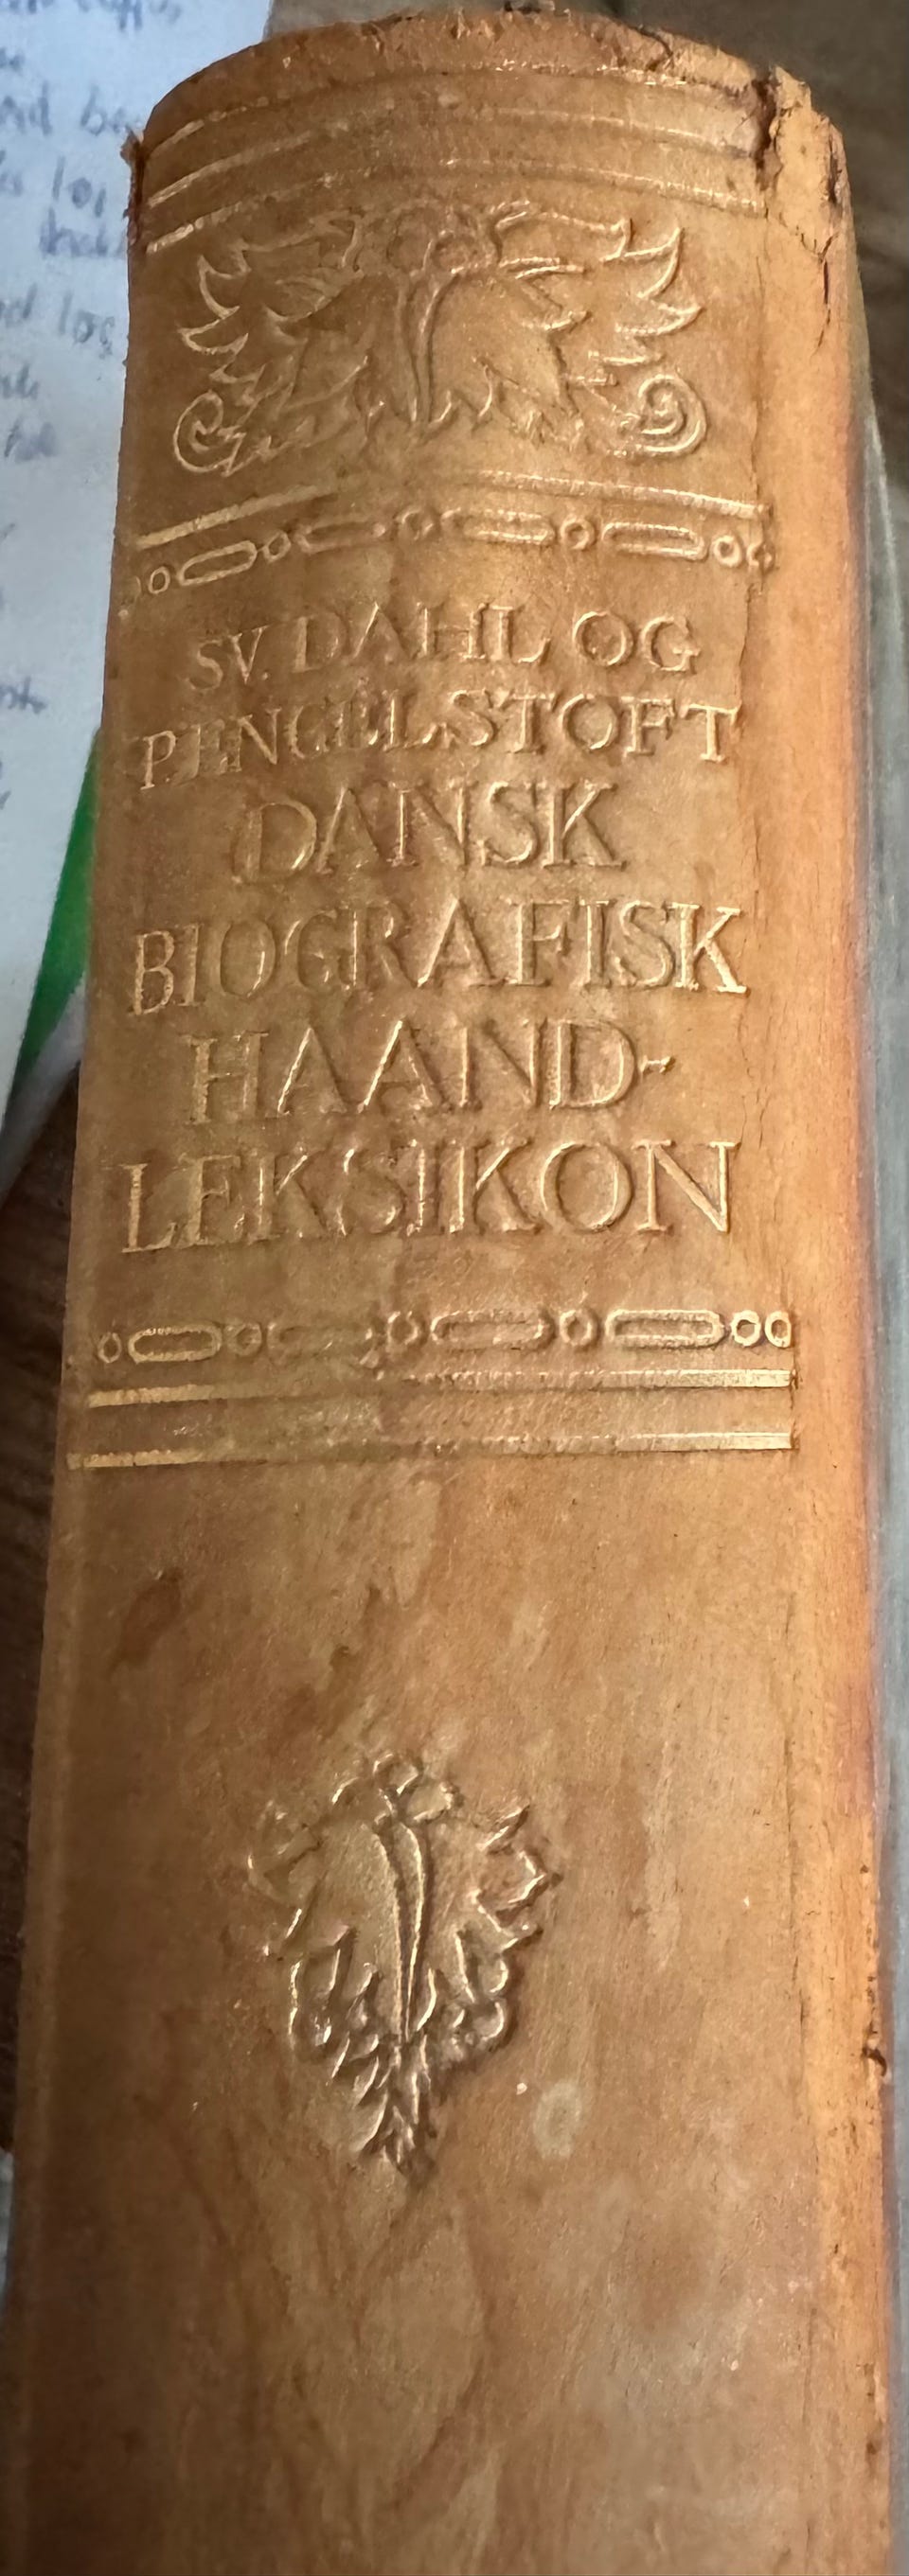 SV. DAHL OG
P. ENGELSTOFT
DANSK
BIOGRAFISK
HAAND-
LEKSIKON